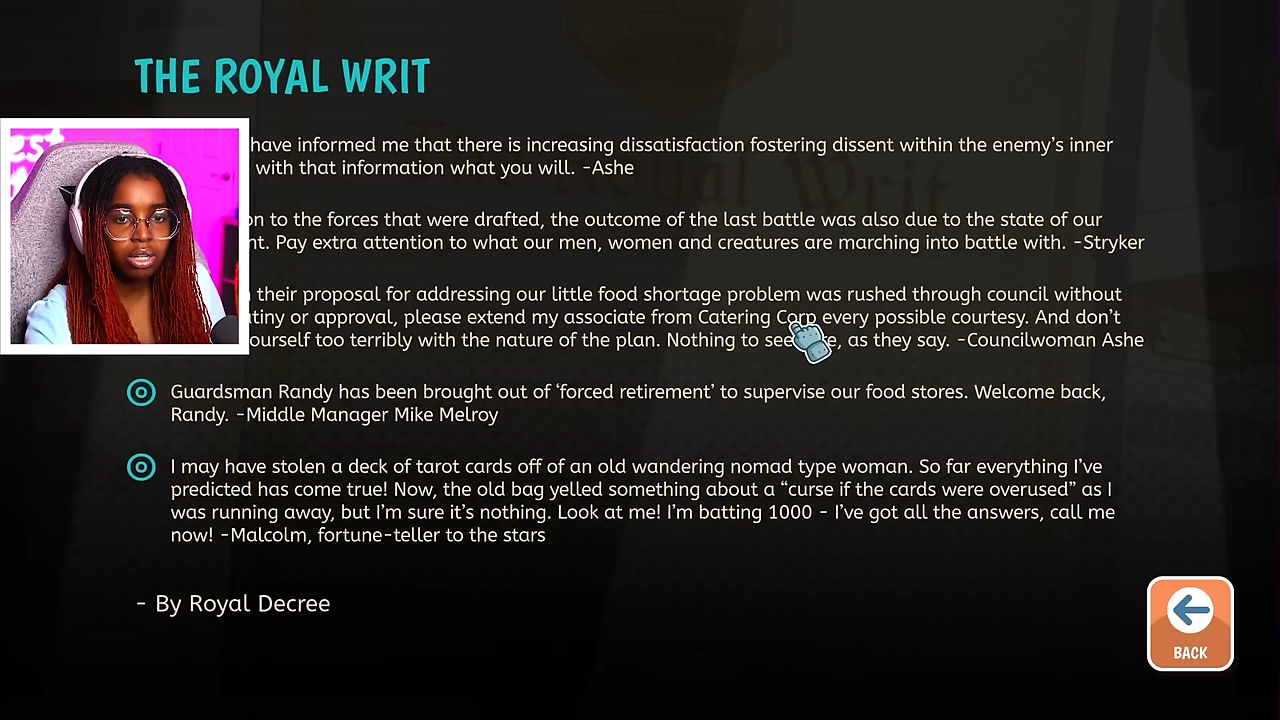 THE ROYAL WRIT
have informed me that there is increasing dissatisfaction fostering dissent within the enemy’s inner
with that information what you will. -Ashe
to the forces that were drafted, the outcome of the last battle was also due to the state of our
Pay extra attention to what our men, women and creatures are marching into battle with. -Stryker
their proposal for addressing our little food shortage problem was rushed through council without
or approval, please extend my associate from Catering Corp every possible courtesy. And don’t
too terribly with the nature of the plan. Nothing to see as they say. -Councilwoman Ashe
Guardsman Randy has been brought out of ‘forced retirement’ to supervise our food stores. Welcome back,
Randy. -Middle Manager Mike Melroy
I may have stolen a deck of tarot cards off of an old wandering nomad type woman. So far everything I’ve
predicted has come true! Now, the old bag yelled something about a “curse if the cards were overused” as I
was running away, but I’m sure it’s nothing. Look at me! I’m batting 1000 - I’ve got all the answers, call me
now! -Malcolm, fortune-teller to the stars
- By Royal Decree
BACK